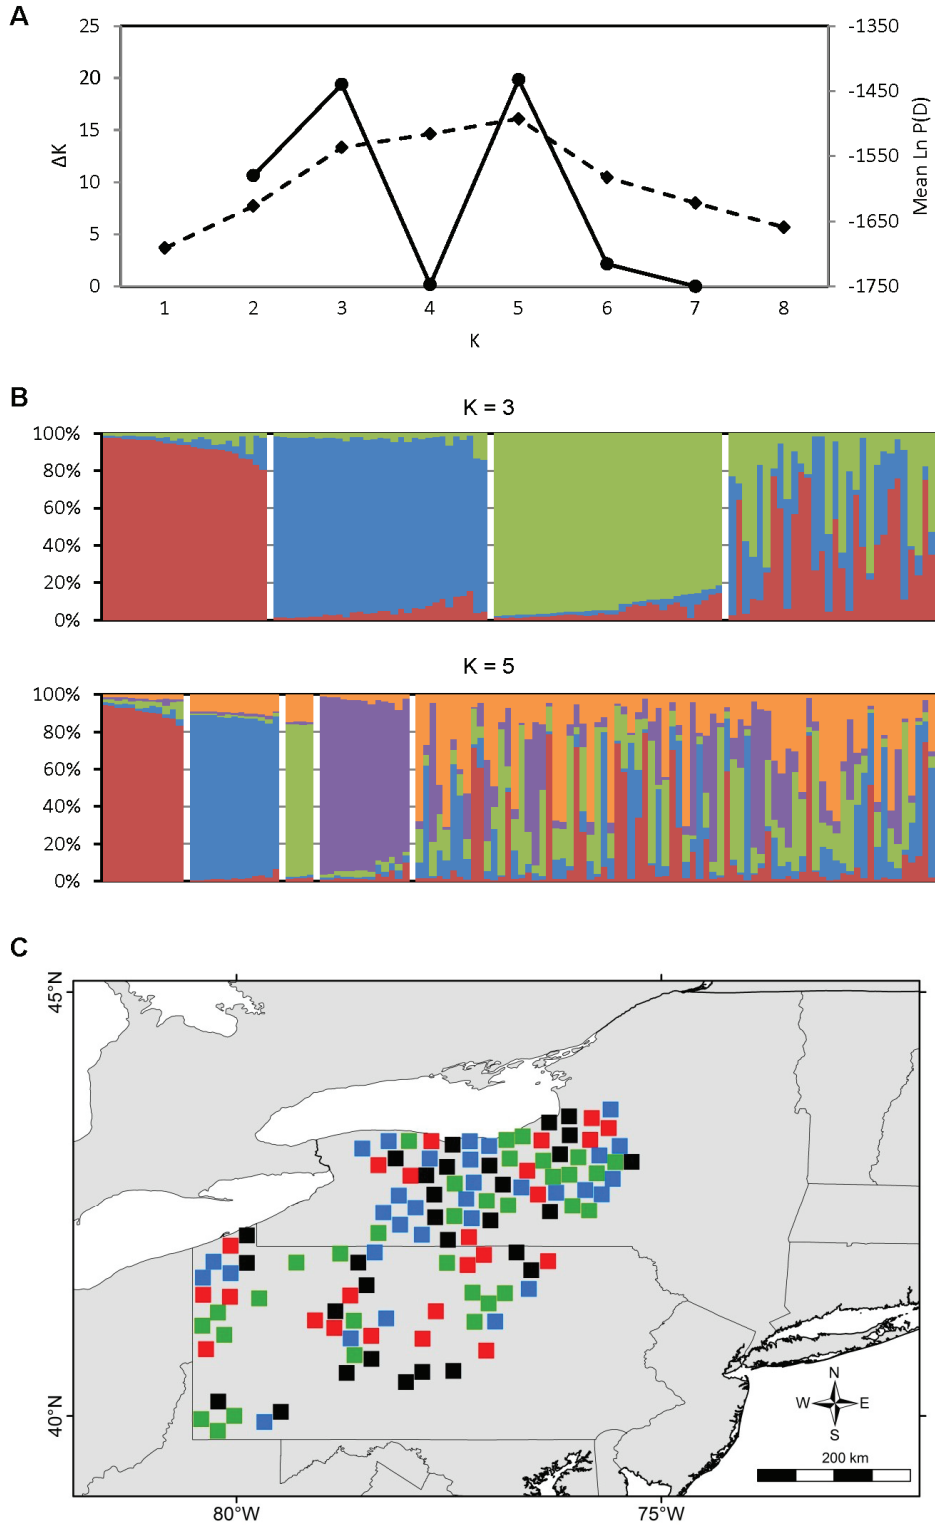 A
25
20
15
10
5
0
ΔK
-1350
-1450
-1550
-1650
-1750
Mean Ln P(D)
1 2 3 4 5 6 7 8
K
B
K = 3
100%
80%
60%
40%
20%
0%
K = 5
100%
80%
60%
40%
20%
0%
C
45°N
40°N
N
W E
S
200 km
80°W 75°W